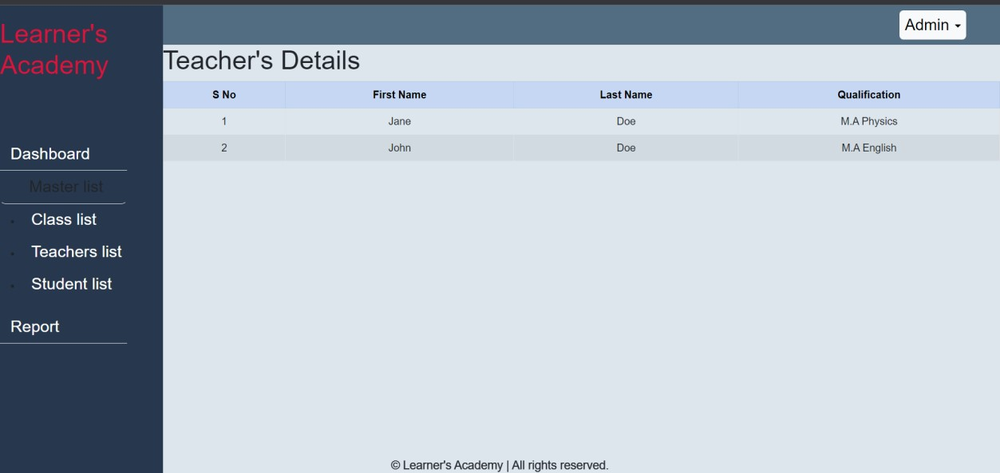 Learner's
Academy
Admin
Teacher's Details
S No First Name Last Name Qualification
1 Jane Doe M.A Physics
2 John Doe M.A English
Dashboard
Master list
Class list
Teachers list
Student list
Report
© Learner's Academy | All rights reserved.